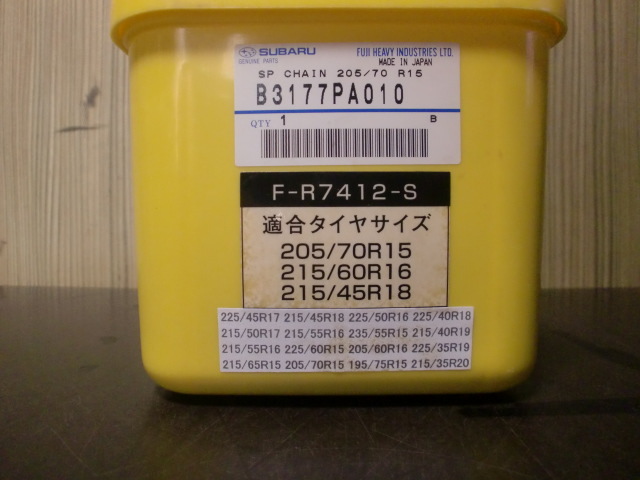 SUBARU FUJI HEAVY INDUSTRIES LTD.
GENUINE PARTS MADE IN JAPAN
SP CHAIN 205/70 R15
B3177PA010
QTY 1 B
F-R7412-S
適合タイヤサイズ
205/70R15
215/60R16
215/45R18
225/45R17 215/45R18 225/50R16 225/40R18
215/50R17 215/55R16 235/55R15 215/40R19
215/55R16 225/60R15 205/60R16 225/35R19
215/65R15 205/70R15 195/75R15 215/35R20